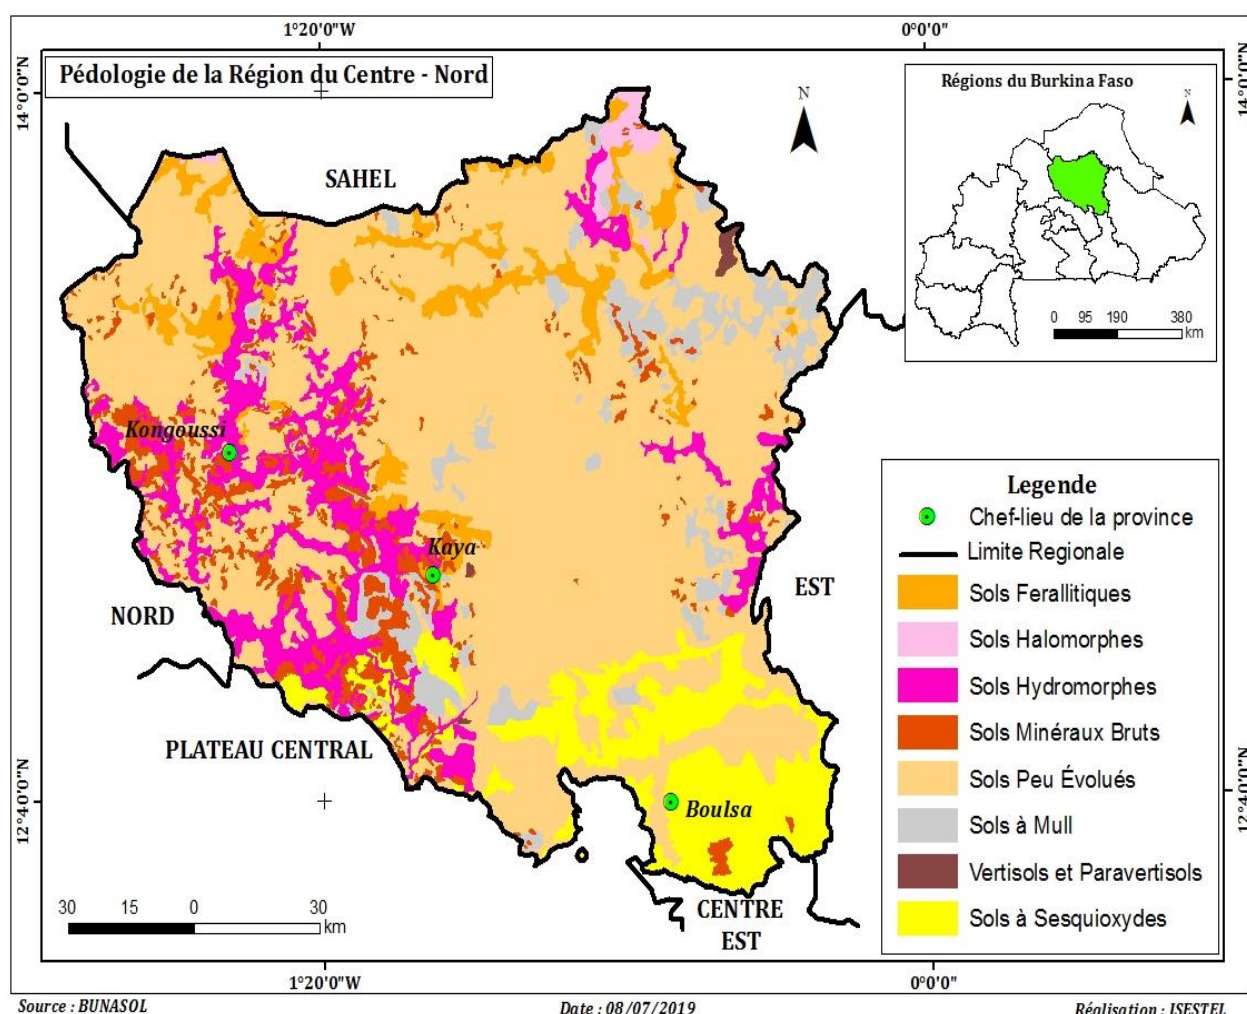 1°20'0"W
0°0'0"E
14°0'0"N
14°0'0"N
Pédologie de la Région du Centre - Nord
N
Régions du Burkina Faso
N
0 95 190 380
km
SAHEL
Kongoussi
Kaya
EST
NORD
PLATEAU CENTRAL
Boulsa
CENTRE
EST
12°40'0"N
12°40'0"N
30 15 0 30
km
Legende
Chef-lieu de la province
Limite Regionale
Sols Ferallitiques
Sols Halomorphes
Sols Hydromorphes
Sols Minéraux Bruts
Sols Peu Évolués
Sols à Mull
Vertisols et Paravertisols
Sols à Sesquioxydes
1°20'0"W
0°0'0"
Source : BUNASOL
Date : 08/07/2019
Réalisation : ISESTEL